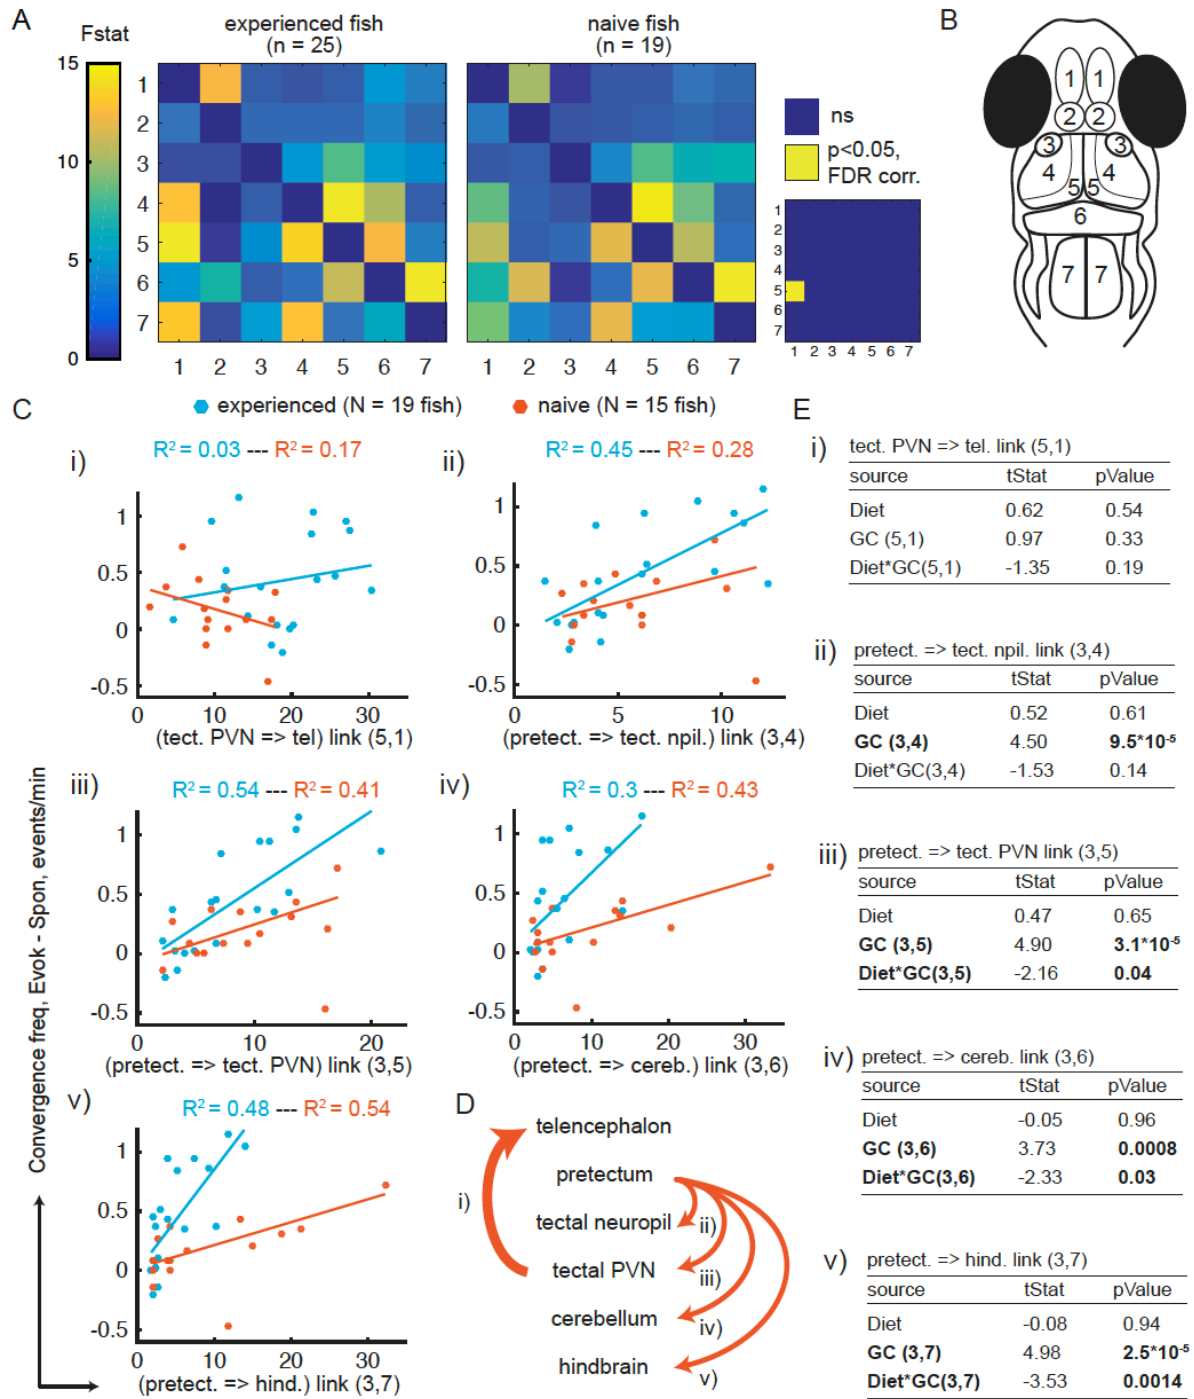 A
Fstat
experienced fish
(n = 25)
naive fish
(n = 19)
B
15
10
5
0
1
2
3
4
5
6
7
1 2 3 4 5 6 7
1 2 3 4 5 6 7
ns
p<0.05,
FDR corr.
1
2
3
4
5
6
7
1 2 3 4 5 6 7
1 1
2 2
3 3
4 4
5 5
6
7 7
C
experienced (N = 19 fish)
naive (N = 15 fish)
Convergence freq, Evok - Spon, events/min
i)
R² = 0.03 --- R² = 0.17
1
0.5
0
-0.5
0 10 20 30
(tect. PVN => tel) link (5,1)
ii)
R² = 0.45 --- R² = 0.28
1
0.5
0
-0.5
0 5 10
(pretect. => tect. npil.) link (3,4)
iii)
R² = 0.54 --- R² = 0.41
1
0.5
0
-0.5
0 10 20
(pretect. => tect. PVN) link (3,5)
iv)
R² = 0.3 --- R² = 0.43
1
0.5
0
-0.5
0 10 20 30
(pretect. => cereb.) link (3,6)
v)
R² = 0.48 --- R² = 0.54
1
0.5
0
-0.5
0 10 20 30
(pretect. => hind.) link (3,7)
D
telencephalon
pretectum
tectal neuropil
tectal PVN
cerebellum
hindbrain
i)
ii)
iii)
iv)
v)
E
i) tect. PVN => tel. link (5,1)
source tStat pValue
Diet 0.62 0.54
GC (5,1) 0.97 0.33
Diet*GC(5,1) -1.35 0.19
ii) pretect. => tect. npil. link (3,4)
source tStat pValue
Diet 0.52 0.61
GC (3,4) 4.50 9.5*10⁻⁵
Diet*GC(3,4) -1.53 0.14
iii) pretect. => tect. PVN link (3,5)
source tStat pValue
Diet 0.47 0.65
GC (3,5) 4.90 3.1*10⁻⁵
Diet*GC(3,5) -2.16 0.04
iv) pretect. => cereb. link (3,6)
source tStat pValue
Diet -0.05 0.96
GC (3,6) 3.73 0.0008
Diet*GC(3,6) -2.33 0.03
v) pretect. => hind. link (3,7)
source tStat pValue
Diet -0.08 0.94
GC (3,7) 4.98 2.5*10⁻⁵
Diet*GC(3,7) -3.53 0.0014